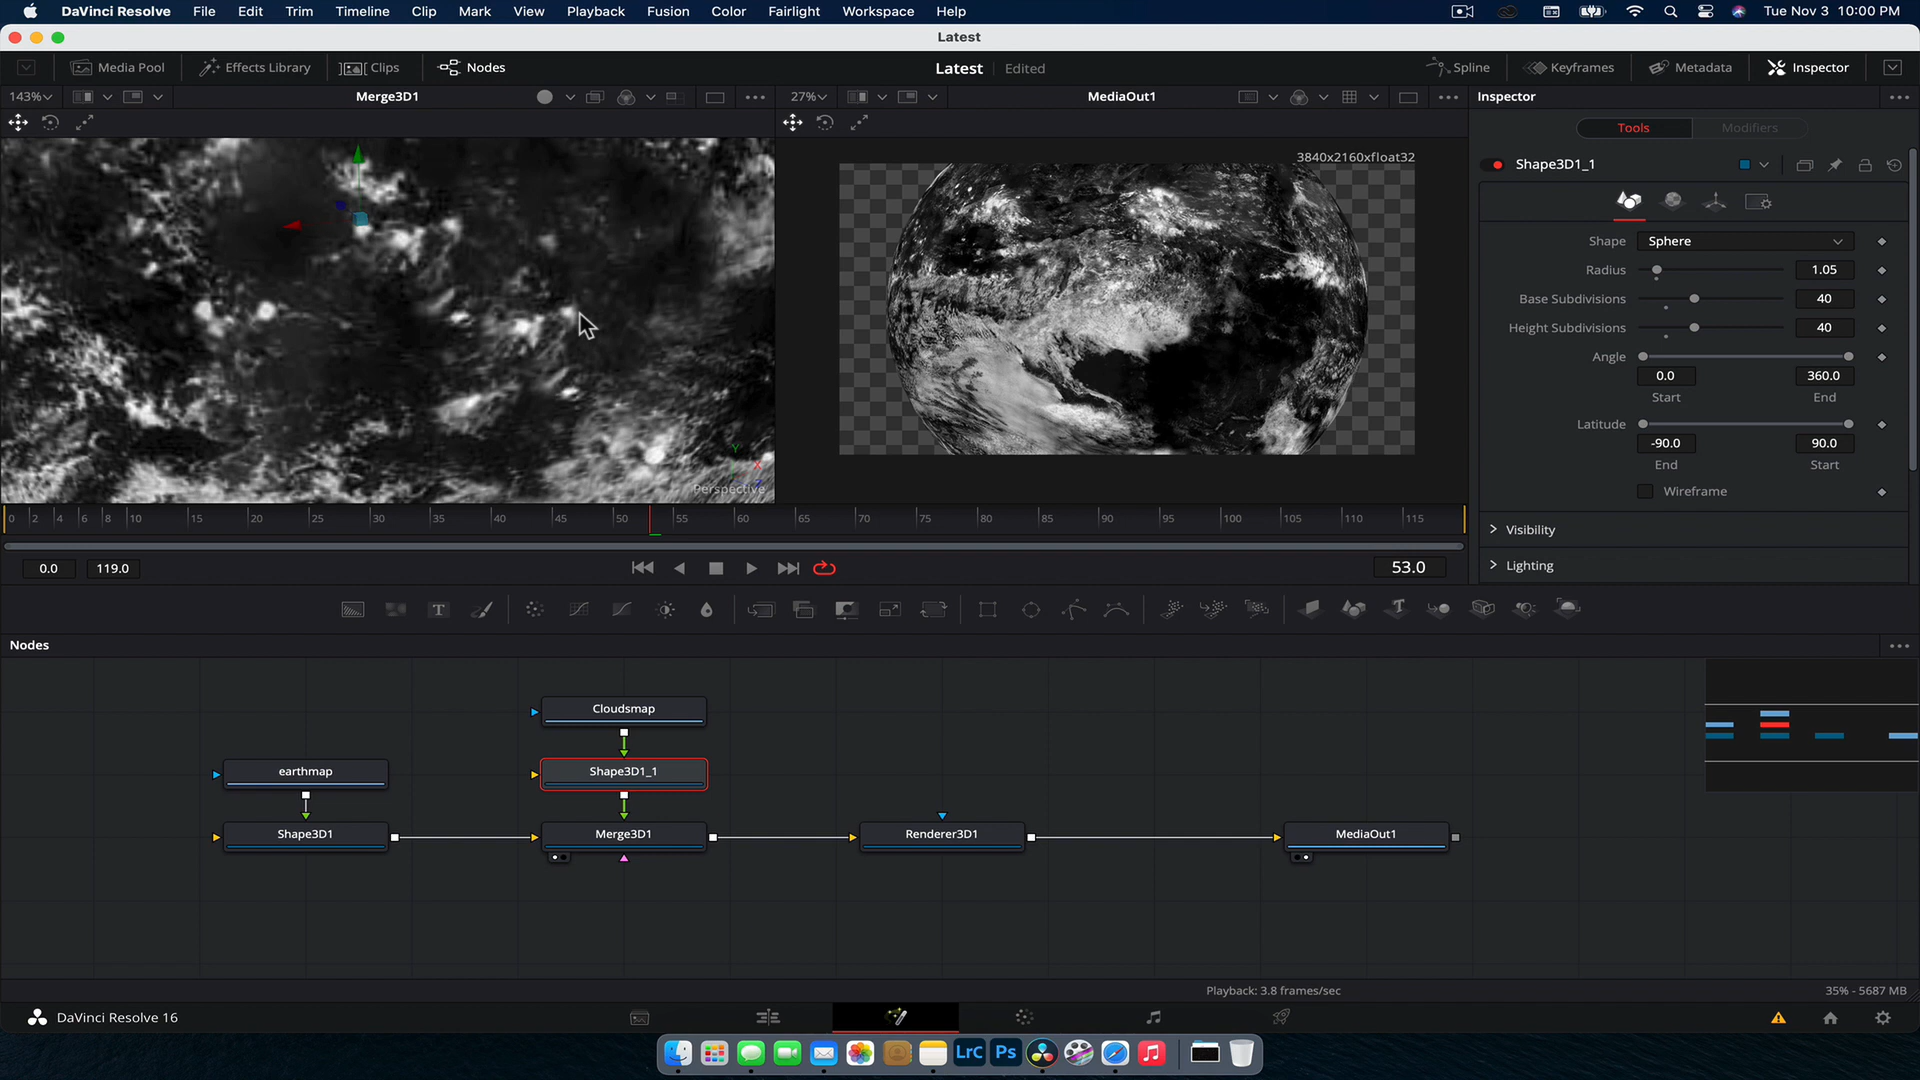 DaVinci Resolve File Edit Trim Timeline Clip Mark View Playback Fusion Color Fairlight Workspace Help Tue Nov 3 10:00 PM
Latest
Media Pool Effects Library Clips Nodes Latest Edited Spline Keyframes Metadata Inspector
143% Merge3D1 27% MediaOut1 Inspector
Tools Modifiers
3840x2160xfloat32
Shape3D1_1
Shape Sphere
Radius 1.05
Base Subdivisions 40
Height Subdivisions 40
Angle
0.0 360.0
Start End
Latitude
-90.0 90.0
End Start
Y
X
Z
Perspective
Wireframe
0 2 4 6 8 10 15 20 25 30 35 40 45 50 55 60 65 70 75 80 85 90 95 100 105 110 115
Visibility
0.0 119.0 53.0
Lighting
T T
Nodes
Cloudsmap
earthmap Shape3D1_1
Shape3D1 Merge3D1 Renderer3D1 MediaOut1
Playback: 3.8 frames/sec 35% - 5687 MB
DaVinci Resolve 16
LrC Ps